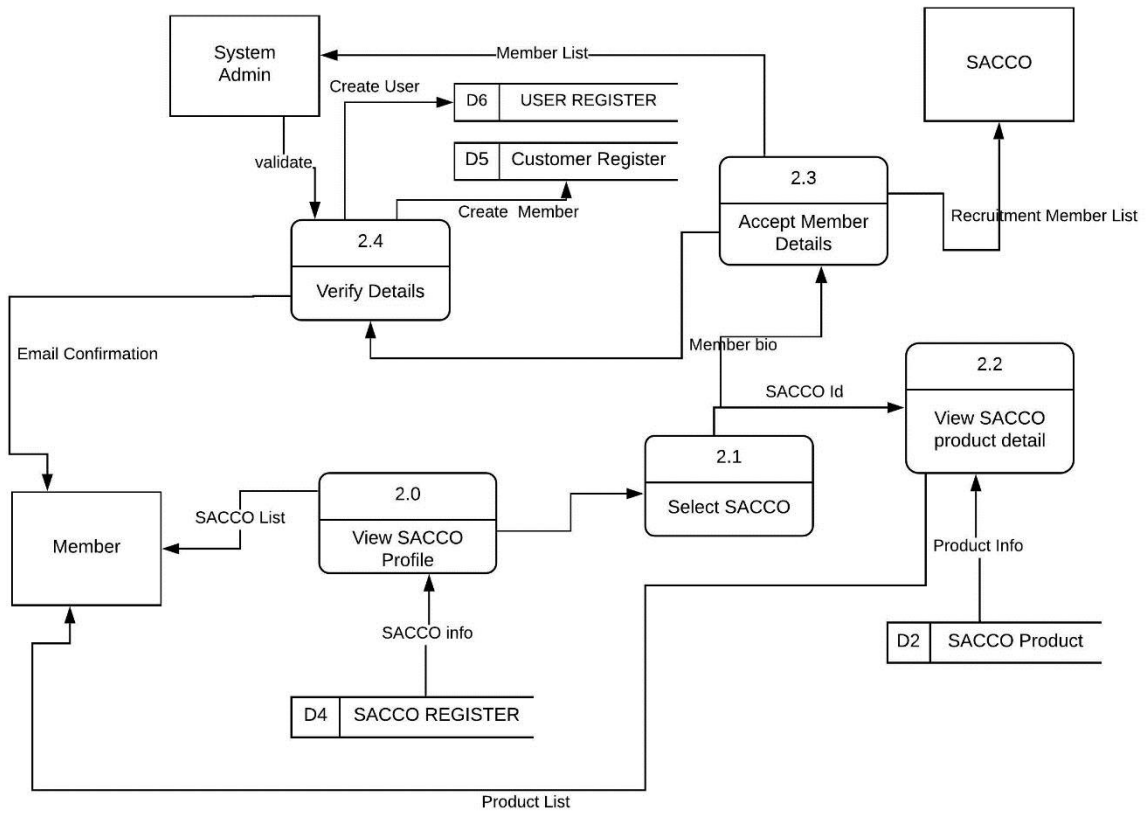 System
Admin
Member List
SACCO
Create User
D6 USER REGISTER
validate
D5 Customer Register
2.3
Accept Member
Details
Create Member
Recruitment Member List
2.4
Verify Details
Email Confirmation
Member bio
2.2
View SACCO
product detail
SACCO Id
2.1
Select SACCO
2.0
View SACCO
Profile
SACCO List
Member
Product Info
SACCO info
D2 SACCO Product
D4 SACCO REGISTER
Product List